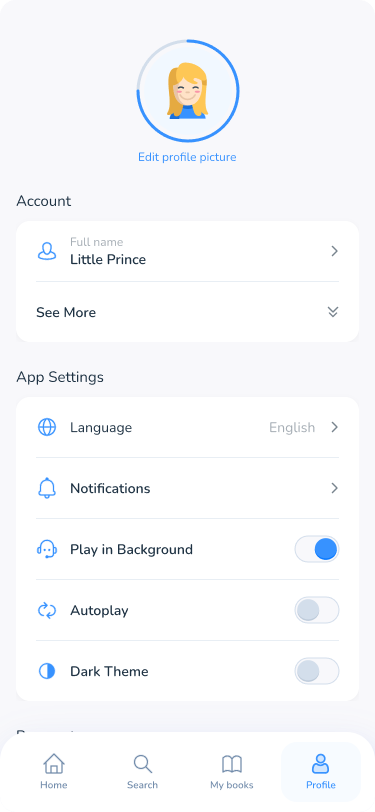 Edit profile picture
Account
Full name
Little Prince
See More
App Settings
Language English
Notifications
Play in Background
Autoplay
Dark Theme
Home Search My books Profile